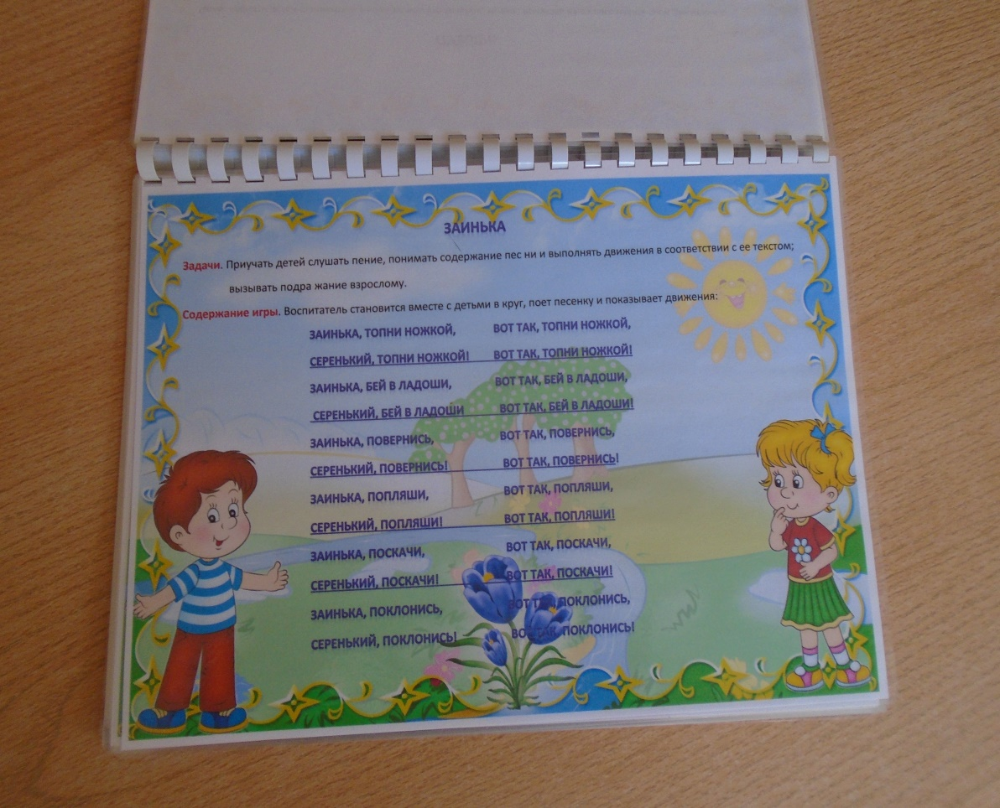 ЗАИНЬКА
Задачи. Приучать детей слушать пение, понимать содержание пес ни и выполнять движения в соответствии с ее текстом;
вызывать подра жание взрослому.
Содержание игры. Воспитатель становится вместе с детьми в круг, поет песенку и показывает движения:
ЗАИНЬКА, ТОПНИ НОЖКОЙ, ВОТ ТАК, ТОПНИ НОЖКОЙ,
СЕРЕНЬКИЙ, ТОПНИ НОЖКОЙ! ВОТ ТАК, ТОПНИ НОЖКОЙ!
ЗАИНЬКА, БЕЙ В ЛАДОШИ, ВОТ ТАК, БЕЙ В ЛАДОШИ,
СЕРЕНЬКИЙ, БЕЙ В ЛАДОШИ ВОТ ТАК, БЕЙ В ЛАДОШИ!
ЗАИНЬКА, ПОВЕРНИСЬ, ВОТ ТАК, ПОВЕРНИСЬ,
СЕРЕНЬКИЙ, ПОВЕРНИСЬ! ВОТ ТАК, ПОВЕРНИСЬ!
ЗАИНЬКА, ПОПЛЯШИ, ВОТ ТАК, ПОПЛЯШИ,
СЕРЕНЬКИЙ, ПОПЛЯШИ! ВОТ ТАК, ПОПЛЯШИ!
ЗАИНЬКА, ПОСКАЧИ, ВОТ ТАК, ПОСКАЧИ,
СЕРЕНЬКИЙ, ПОСКАЧИ! ВОТ ТАК, ПОСКАЧИ!
ЗАИНЬКА, ПОКЛОНИСЬ, ВОТ ТАК, ПОКЛОНИСЬ,
СЕРЕНЬКИЙ, ПОКЛОНИСЬ! ВОТ ТАК, ПОКЛОНИСЬ!